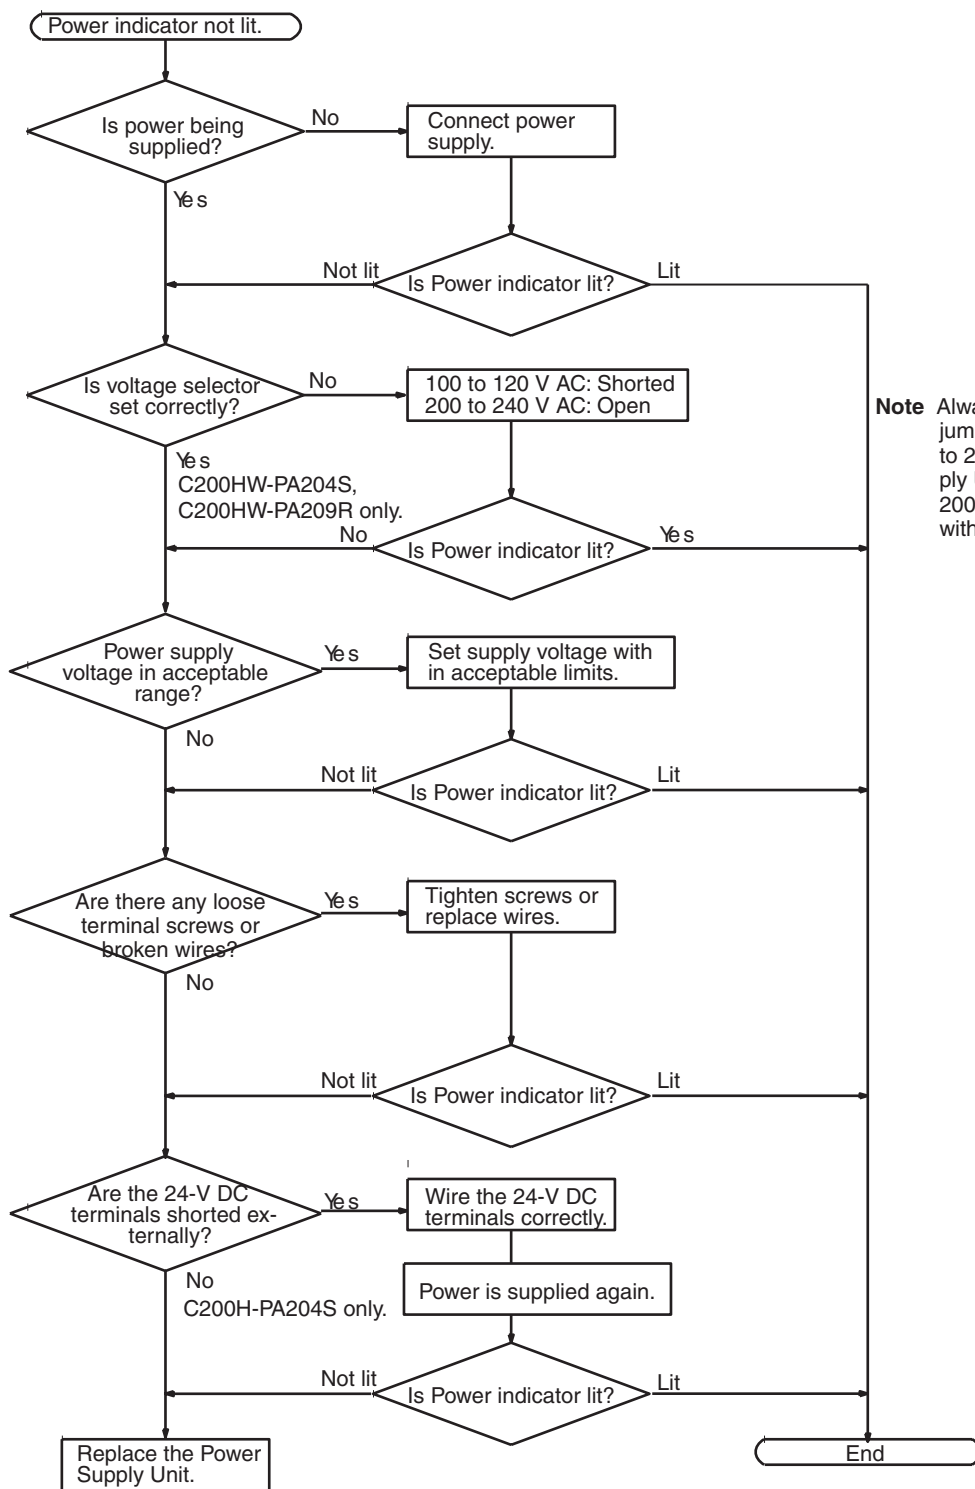 Power indicator not lit.
Is power being
supplied?
No
Connect power
supply.
Yes
Not lit
Is Power indicator lit?
Lit
Is voltage selector
set correctly?
No
100 to 120 V AC: Shorted
200 to 240 V AC: Open
Note
jum
to 2
ply
200
with
Yes
C200HW-PA204S,
C200HW-PA209R only.
No
Is Power indicator lit?
Yes
Power supply
voltage in acceptable
range?
Yes
Set supply voltage with
in acceptable limits.
No
Not lit
Is Power indicator lit?
Lit
Are there any loose
terminal screws or
broken wires?
Yes
Tighten screws or
replace wires.
No
Not lit
Is Power indicator lit?
Lit
Are the 24-V DC
terminals shorted ex-
ternally?
Yes
Wire the 24-V DC
terminals correctly.
No
C200H-PA204S only.
Power is supplied again.
Not lit
Is Power indicator lit?
Lit
Replace the Power
Supply Unit.
End